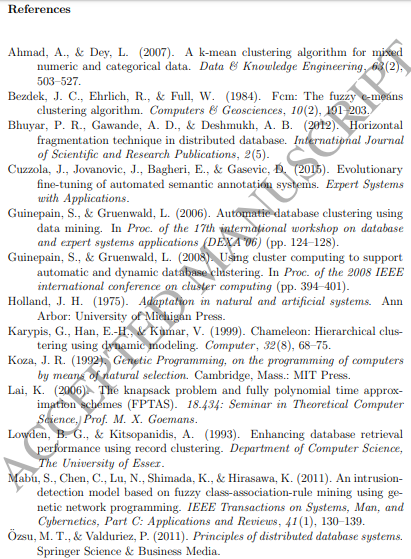 References
Ahmad, A., & Dey, L. (2007). A k-mean clustering algorithm for mixed
numeric and categorical data. Data & Knowledge Engineering, 63(2),
503–527.
Bezdek, J. C., Ehrlich, R., & Full, W. (1984). Fcm: The fuzzy c-means
clustering algorithm. Computers & Geosciences, 10(2), 191–203.
Bhuyar, P. R., Gawande, A. D., & Deshmukh, A. B. (2012). Horizontal
fragmentation technique in distributed database. International Journal
of Scientific and Research Publications, 2(5).
Cuzzola, J., Jovanovic, J., Bagheri, E., & Gasevic, D. (2015). Evolutionary
fine-tuning of automated semantic annotation systems. Expert Systems
with Applications.
Guinepain, S., & Gruenwald, L. (2006). Automatic database clustering using
data mining. In Proc. of the 17th international workshop on database
and expert systems applications (DEXA'06) (pp. 124–128).
Guinepain, S., & Gruenwald, L. (2008). Using cluster computing to support
automatic and dynamic database clustering. In Proc. of the 2008 IEEE
international conference on cluster computing (pp. 394–401).
Holland, J. H. (1975). Adaptation in natural and artificial systems. Ann
Arbor: University of Michigan Press.
Karypis, G., Han, E.-H., & Kumar, V. (1999). Chameleon: Hierarchical clus-
tering using dynamic modeling. Computer, 32(8), 68–75.
Koza, J. R. (1992). Genetic Programming, on the programming of computers
by means of natural selection. Cambridge, Mass.: MIT Press.
Lai, K. (2006). The knapsack problem and fully polynomial time approx-
imation schemes (FPTAS). 18.434: Seminar in Theoretical Computer
Science, Prof. M. X. Goemans.
Lowden, B. G., & Kitsopanidis, A. (1993). Enhancing database retrieval
performance using record clustering. Department of Computer Science,
The University of Essex.
Mabu, S., Chen, C., Lu, N., Shimada, K., & Hirasawa, K. (2011). An intrusion-
detection model based on fuzzy class-association-rule mining using ge-
netic network programming. IEEE Transactions on Systems, Man, and
Cybernetics, Part C: Applications and Reviews, 41(1), 130–139.
Özsu, M. T., & Valduriez, P. (2011). Principles of distributed database systems.
Springer Science & Business Media.
ACCEPTED MANUSCRIPT